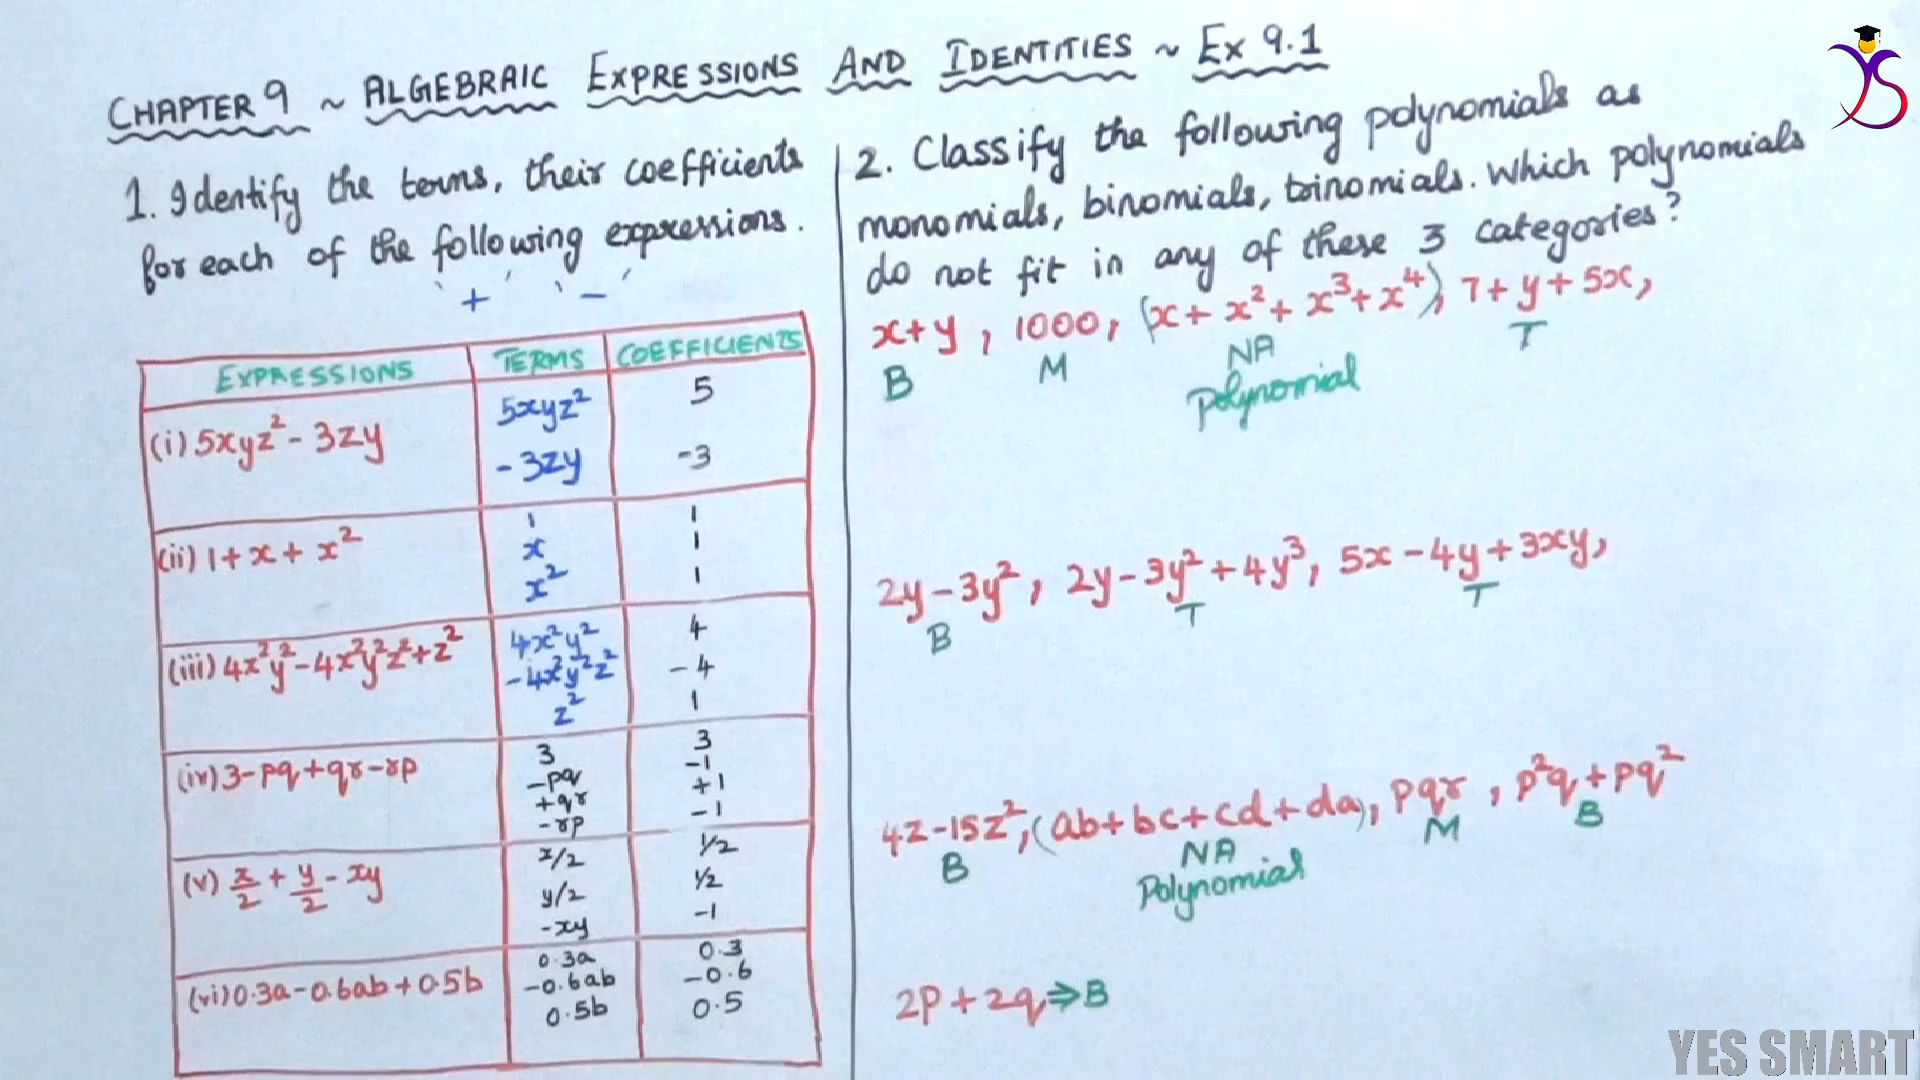 CHAPTER 9 ~ ALGEBRAIC EXPRESSIONS AND IDENTITIES ~ Ex 9.1
1. Identify the terms, their coefficients
for each of the following expressions.
'+' '-'
EXPRESSIONS TERMS COEFFICIENTS
(i) 5xyz² - 3zy 5xyz² 5
-3zy -3
(ii) 1 + x + x² 1 1
x 1
x² 1
(iii) 4x²y² - 4x²y²z² + z² 4x²y² 4
-4x²y²z² -4
z² 1
(iv) 3 - pq + qr - rp 3 3
-pq -1
+qr +1
-rp -1
(v) x/2 + y/2 - xy x/2 1/2
y/2 1/2
-xy -1
(vi) 0.3a - 0.6ab + 0.5b 0.3a 0.3
-0.6ab -0.6
0.5b 0.5
2. Classify the following polynomials as
monomials, binomials, trinomials. Which polynomials
do not fit in any of these 3 categories?
x+y, 1000, (x + x² + x³ + x⁴), 7 + y + 5x,
B M NA T
Polynomial
2y - 3y², 2y - 3y² + 4y³, 5x - 4y + 3xy,
B T T
4z - 15z², (ab + bc + cd + da), pqr, p²q + pq²
B NA M B
Polynomial
2p + 2q ⇒ B
YS
YES SMART